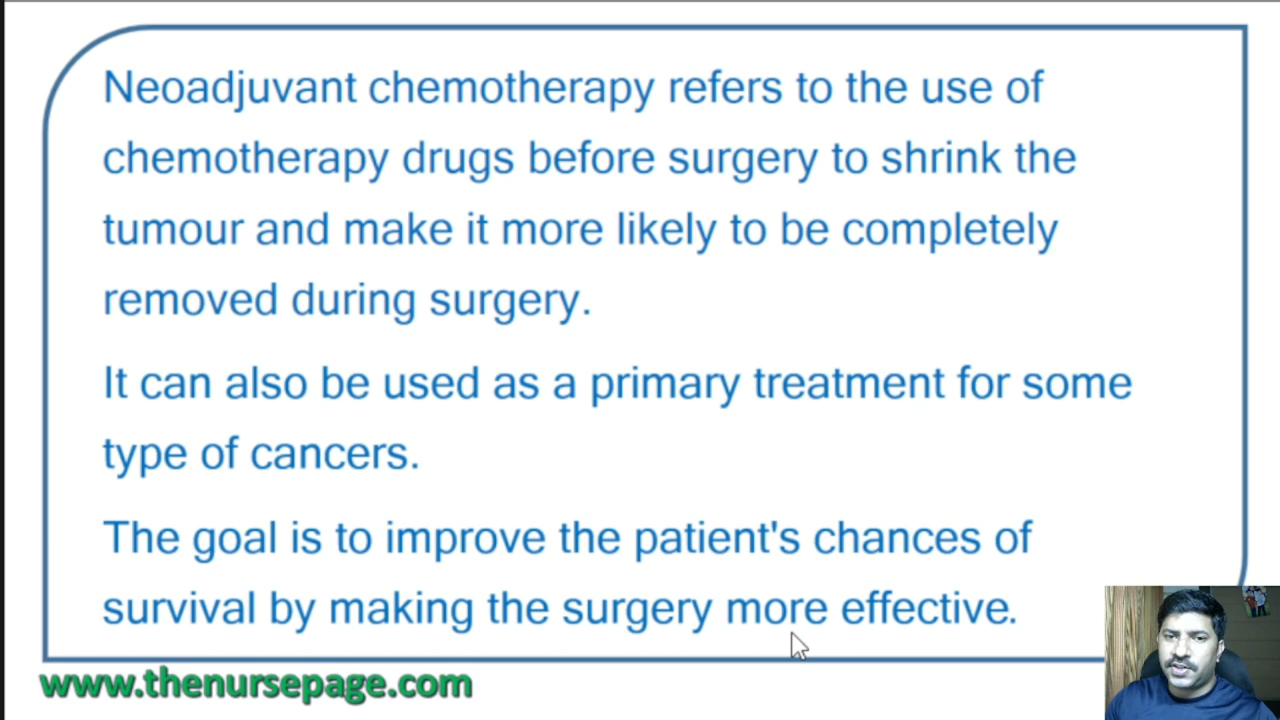 Neoadjuvant chemotherapy refers to the use of
chemotherapy drugs before surgery to shrink the
tumour and make it more likely to be completely
removed during surgery.
It can also be used as a primary treatment for some
type of cancers.
The goal is to improve the patient's chances of
survival by making the surgery more effective.
www.thenursepage.com